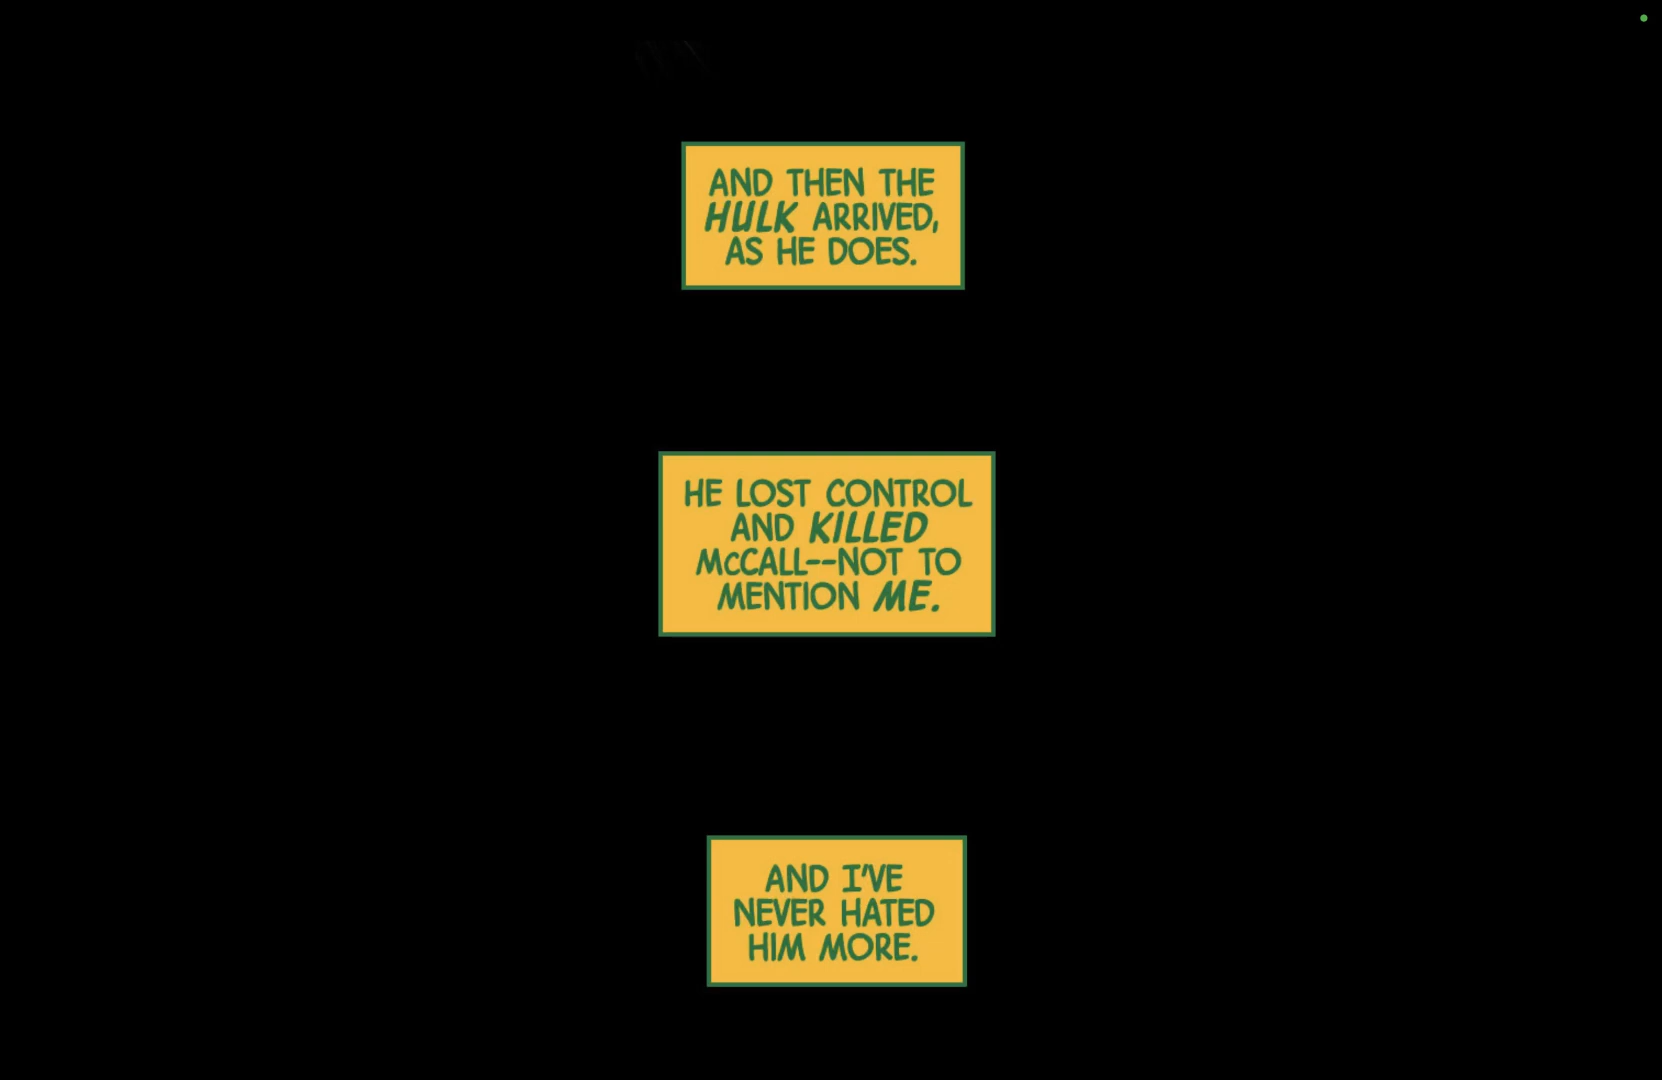 AND THEN THE
HULK ARRIVED,
AS HE DOES.
HE LOST CONTROL
AND KILLED
McCALL--NOT TO
MENTION ME.
AND I'VE
NEVER HATED
HIM MORE.